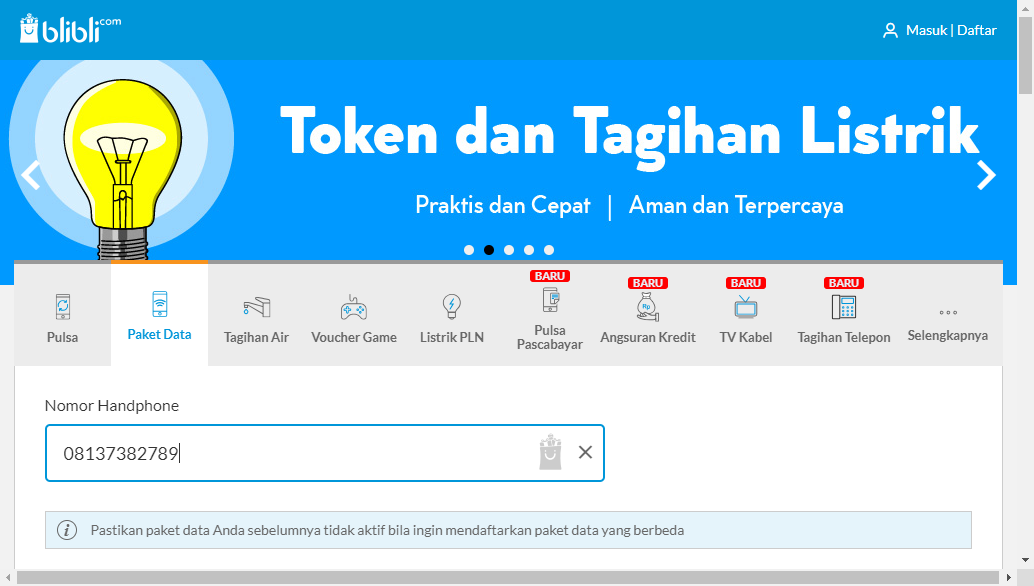 blibli.com
Masuk | Daftar
Token dan Tagihan Listrik
Praktis dan Cepat | Aman dan Terpercaya
BARU BARU BARU BARU
Pulsa Paket Data Tagihan Air Voucher Game Listrik PLN Pulsa Pascabayar Angsuran Kredit TV Kabel Tagihan Telepon Selengkapnya
Nomor Handphone
08137382789
Pastikan paket data Anda sebelumnya tidak aktif bila ingin mendaftarkan paket data yang berbeda